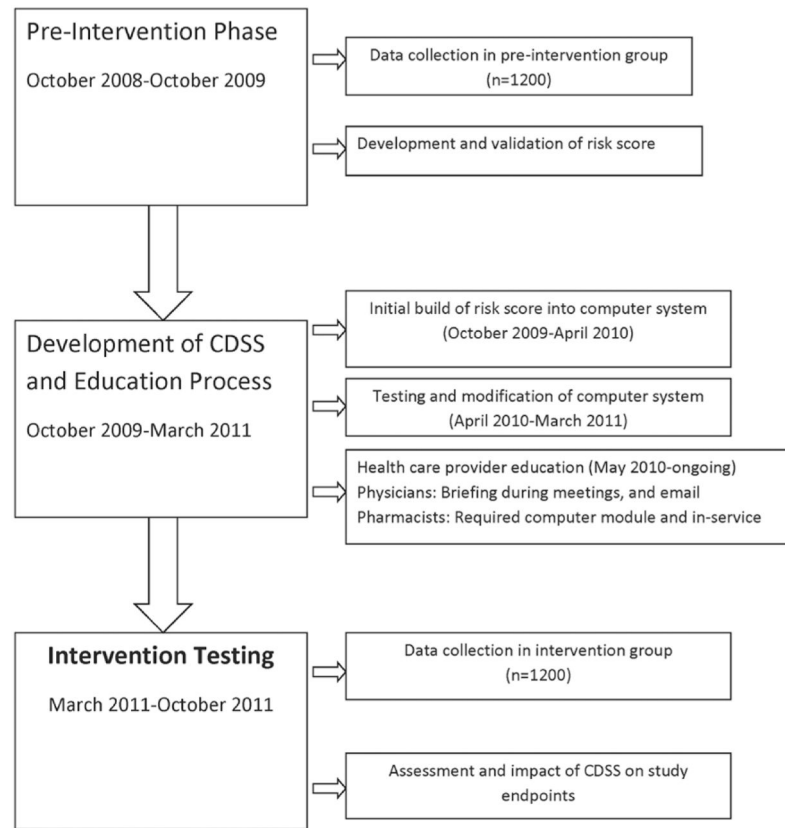 Pre-Intervention Phase
October 2008-October 2009
Data collection in pre-intervention group
(n=1200)
Development and validation of risk score
Development of CDSS
and Education Process
October 2009-March 2011
Initial build of risk score into computer system
(October 2009-April 2010)
Testing and modification of computer system
(April 2010-March 2011)
Health care provider education (May 2010-ongoing)
Physicians: Briefing during meetings, and email
Pharmacists: Required computer module and in-service
Intervention Testing
March 2011-October 2011
Data collection in intervention group
(n=1200)
Assessment and impact of CDSS on study
endpoints